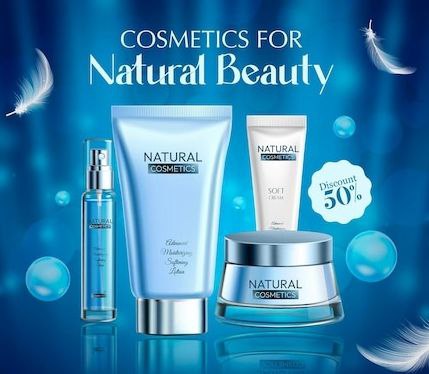 COSMETICS FOR
Natural Beauty
NATURAL
COSMETICS
Advanced
Moisturizing
Softening
Lotion
NATURAL
COSMETICS
SOFT
CREAM
Discount
50%
NATURAL
COSMETICS
NATURAL
COSMETICS